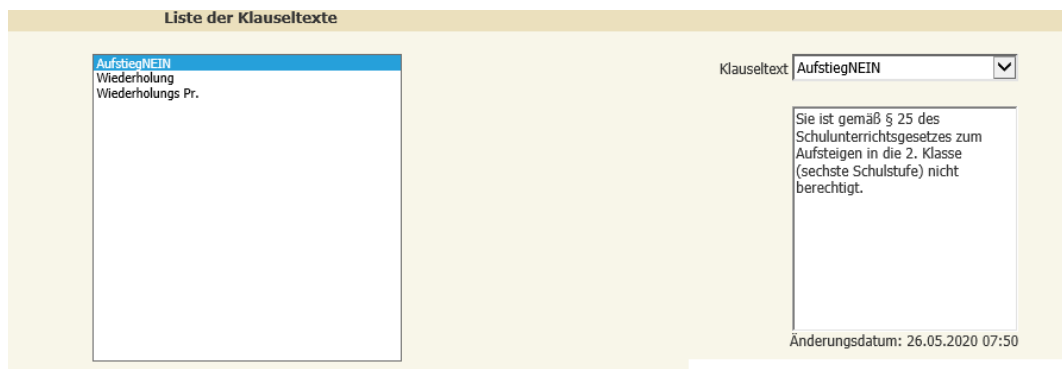 Liste der Klauseltexte
AufstiegNEIN
Wiederholung
Wiederholungs Pr.
Klauseltext AufstiegNEIN
Sie ist gemäß § 25 des
Schulunterrichtsgesetzes zum
Aufsteigen in die 2. Klasse
(sechste Schulstufe) nicht
berechtigt.
Änderungsdatum: 26.05.2020 07:50